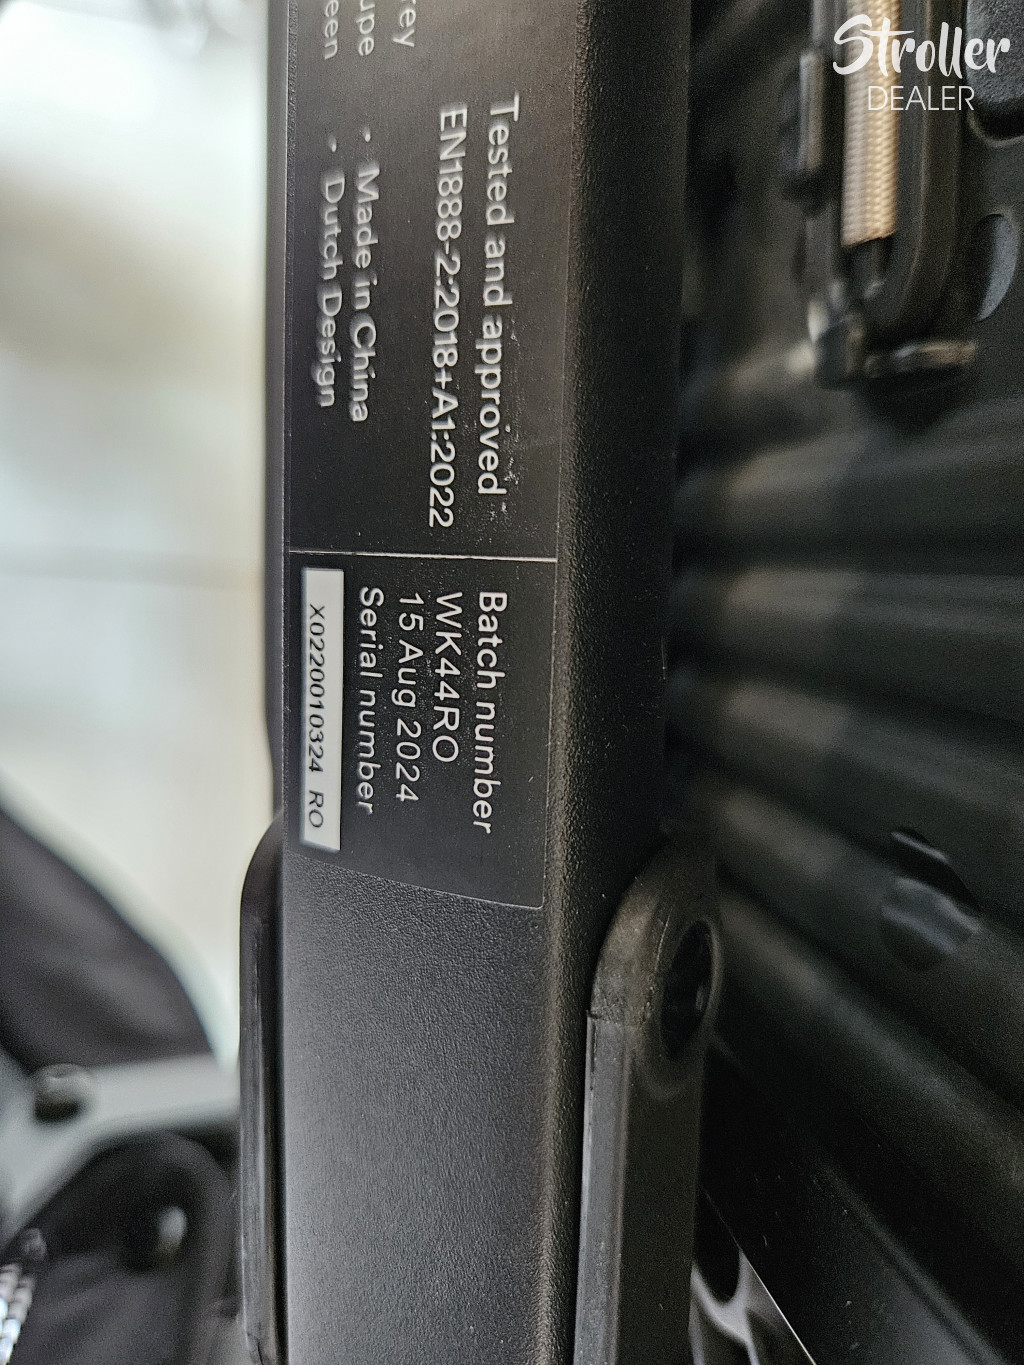 Stroller
DEALER
Tested and approved
EN1888-2:2018+A1:2022
• Made in China
• Dutch Design
Batch number
WK44RO
15 Aug 2024
Serial number
X0220010324 RO